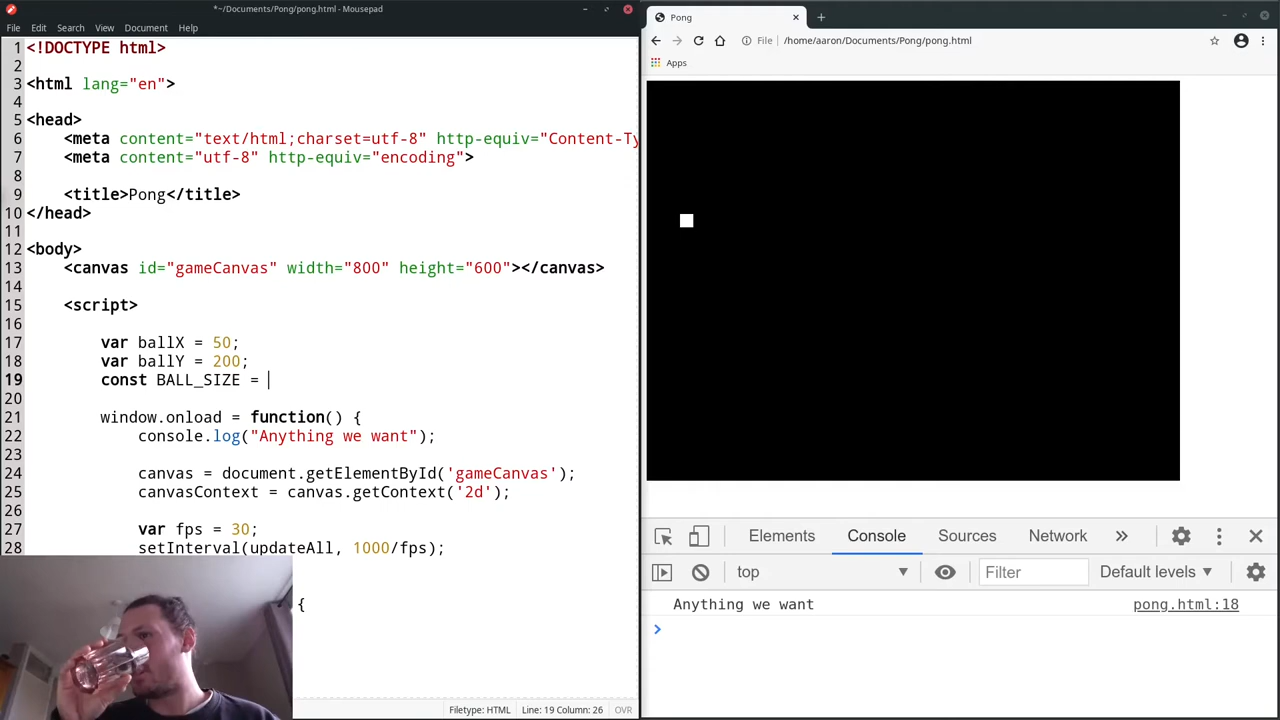 *~/Documents/Pong/pong.html - Mousepad
File Edit Search View Document Help
1 <!DOCTYPE html>
2
3 <html lang="en">
4
5 <head>
6 <meta content="text/html;charset=utf-8" http-equiv="Content-Ty
7 <meta content="utf-8" http-equiv="encoding">
8
9 <title>Pong</title>
10 </head>
11
12 <body>
13 <canvas id="gameCanvas" width="800" height="600"></canvas>
14
15 <script>
16
17 var ballX = 50;
18 var ballY = 200;
19 const BALL_SIZE =
20
21 window.onload = function() {
22 console.log("Anything we want");
23
24 canvas = document.getElementById('gameCanvas');
25 canvasContext = canvas.getContext('2d');
26
27 var fps = 30;
28 setInterval(updateAll, 1000/fps);
{
Filetype: HTML Line: 19 Column: 26 OVR
Pong
File /home/aaron/Documents/Pong/pong.html
Apps
Elements Console Sources Network
top Filter Default levels
Anything we want pong.html:18